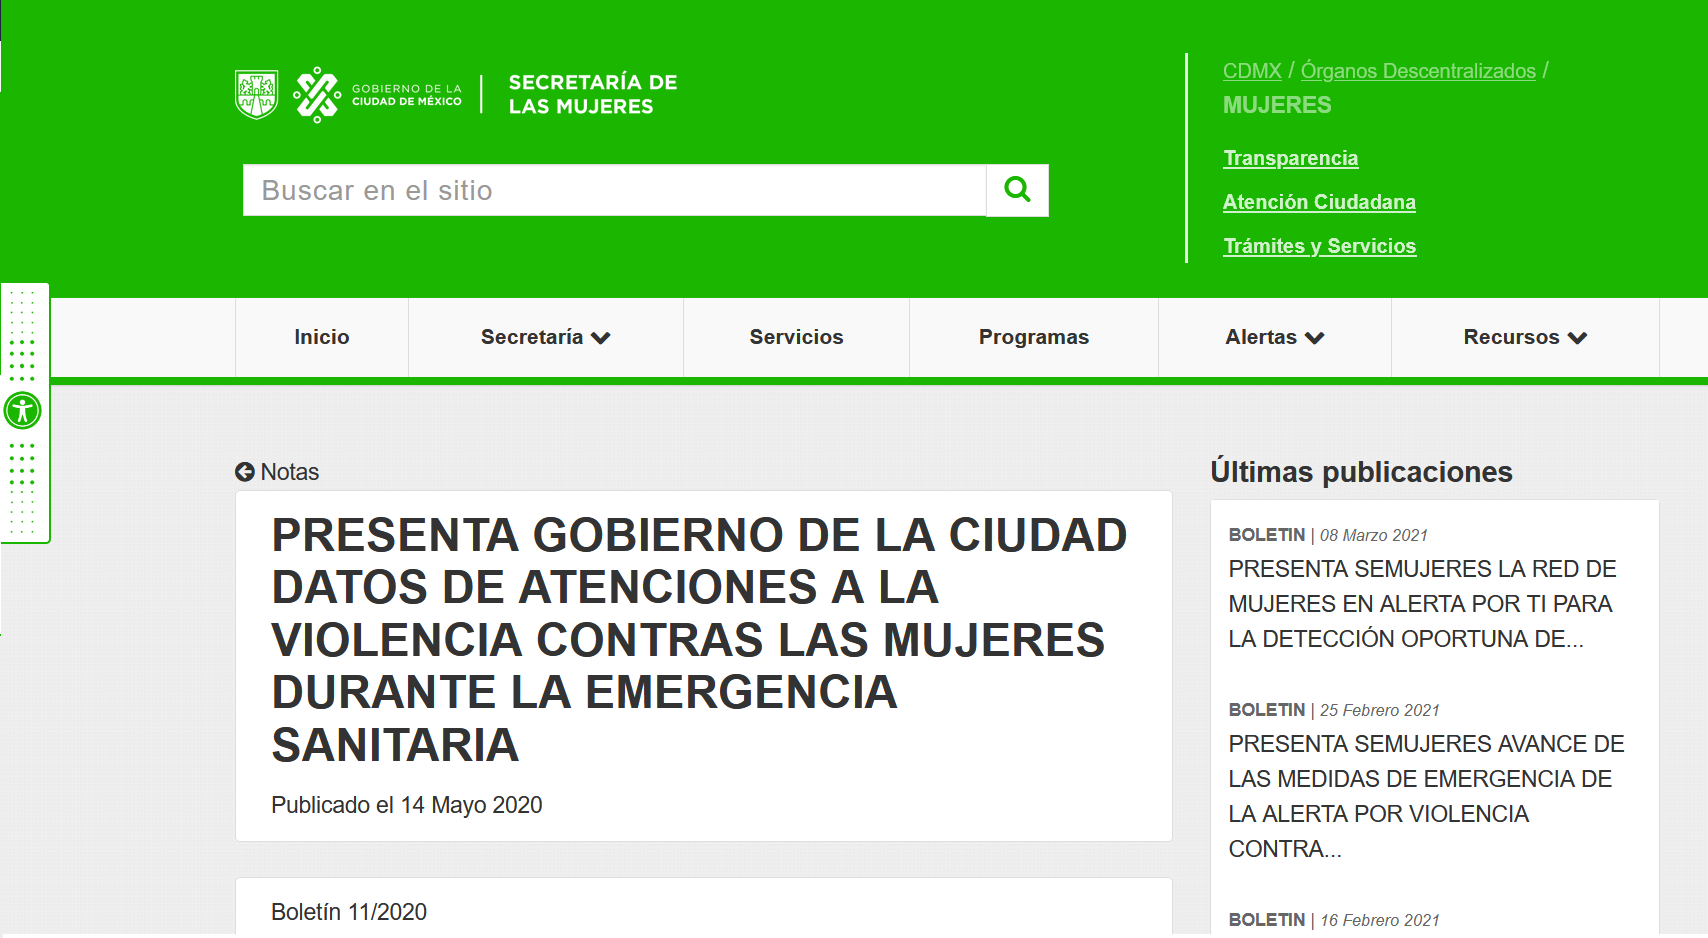 GOBIERNO DE LA
CIUDAD DE MÉXICO
SECRETARÍA DE
LAS MUJERES
CDMX / Órganos Descentralizados /
MUJERES
Transparencia
Atención Ciudadana
Trámites y Servicios
Buscar en el sitio
Inicio
Secretaría
Servicios
Programas
Alertas
Recursos
Notas
PRESENTA GOBIERNO DE LA CIUDAD
DATOS DE ATENCIONES A LA
VIOLENCIA CONTRAS LAS MUJERES
DURANTE LA EMERGENCIA
SANITARIA
Publicado el 14 Mayo 2020
Boletín 11/2020
Últimas publicaciones
BOLETIN | 08 Marzo 2021
PRESENTA SEMUJERES LA RED DE
MUJERES EN ALERTA POR TI PARA
LA DETECCIÓN OPORTUNA DE...
BOLETIN | 25 Febrero 2021
PRESENTA SEMUJERES AVANCE DE
LAS MEDIDAS DE EMERGENCIA DE
LA ALERTA POR VIOLENCIA
CONTRA...
BOLETIN | 16 Febrero 2021